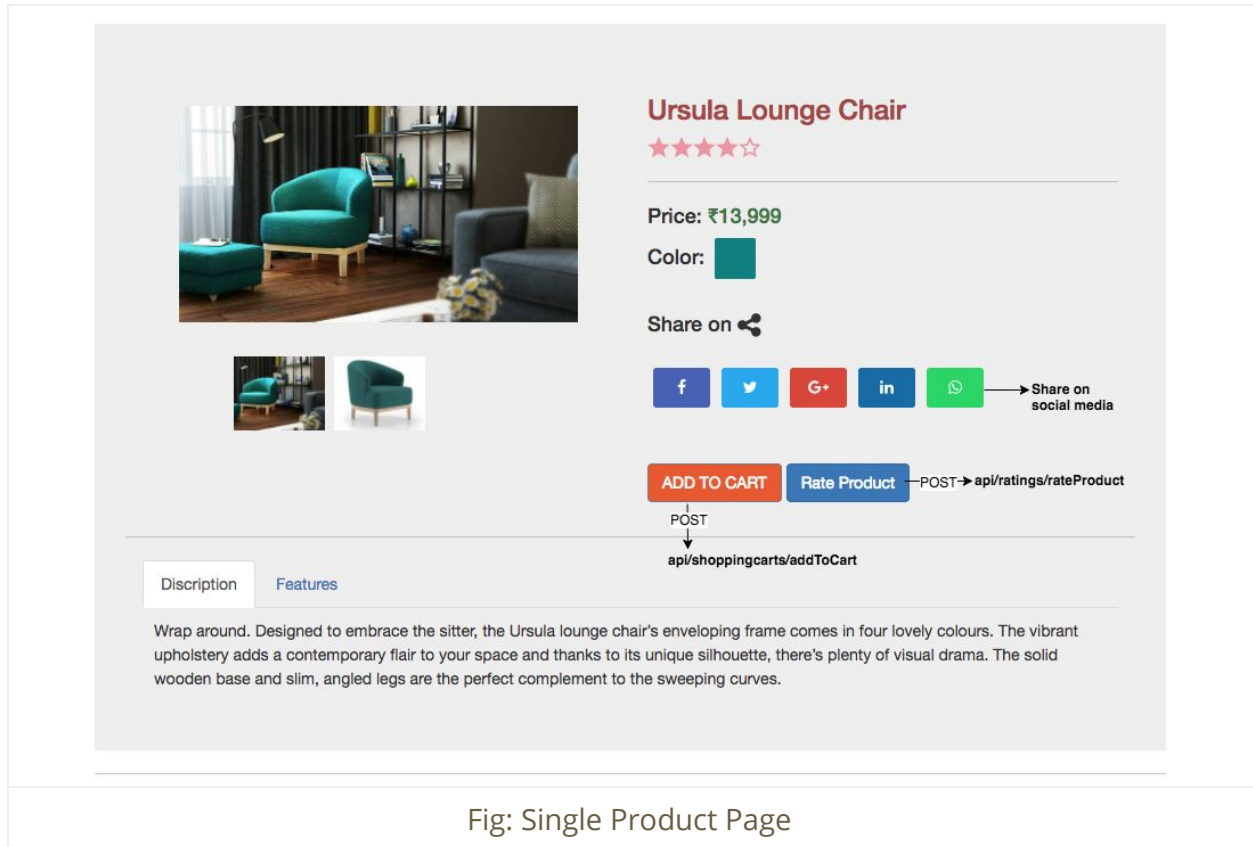 Ursula Lounge Chair
Price: ₹13,999
Color:
Share on
f
G+
in
Share on
social media
ADD TO CART
Rate Product
POST
api/ratings/rateProduct
POST
api/shoppingcarts/addToCart
Discription
Features
Wrap around. Designed to embrace the sitter, the Ursula lounge chair's enveloping frame comes in four lovely colours. The vibrant
upholstery adds a contemporary flair to your space and thanks to its unique silhouette, there's plenty of visual drama. The solid
wooden base and slim, angled legs are the perfect complement to the sweeping curves.
Fig: Single Product Page